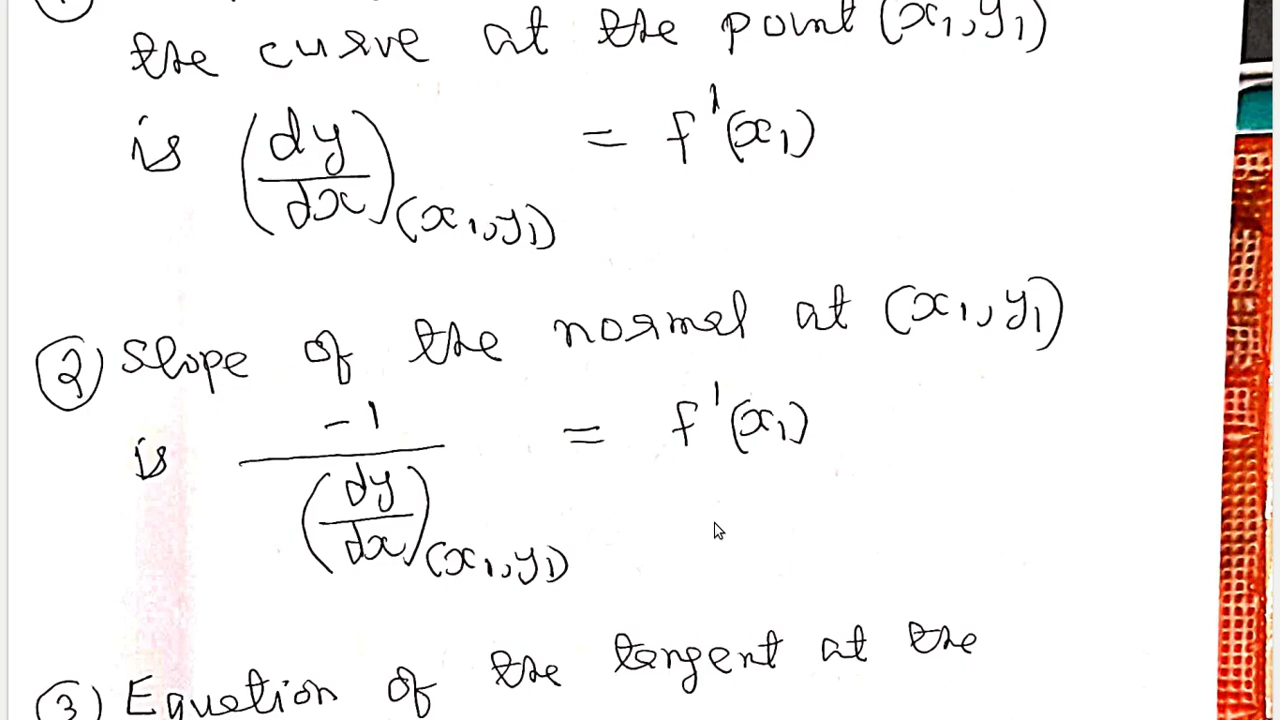 the curve at the point (x₁, y₁)
is (dy/dx)(x₁, y₁) = f'(x₁)
② Slope of the normal at (x₁, y₁)
is -1/(dy/dx)(x₁, y₁) = f'(x₁)
③ Equation of the tangent at the